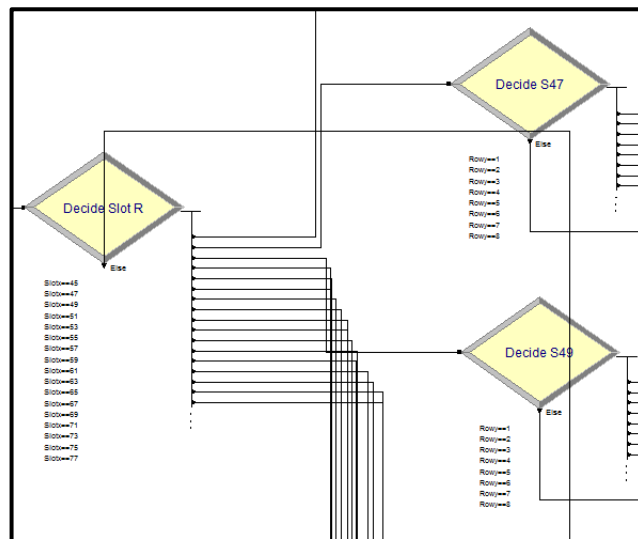 Decide S47
Else
Rowy==1
Rowy==2
Rowy==3
Rowy==4
Rowy==5
Rowy==6
Rowy==7
Rowy==8
Decide Slot R
Else
Slotx==45
Slotx==47
Slotx==49
Slotx==51
Slotx==53
Slotx==55
Slotx==57
Slotx==59
Slotx==61
Slotx==63
Slotx==65
Slotx==67
Slotx==69
Slotx==71
Slotx==73
Slotx==75
Slotx==77
Decide S49
Else
Rowy==1
Rowy==2
Rowy==3
Rowy==4
Rowy==5
Rowy==6
Rowy==7
Rowy==8